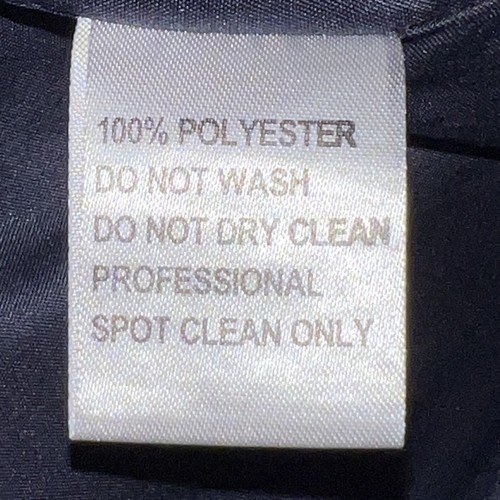 100% POLYESTER
DO NOT WASH
DO NOT DRY CLEAN
PROFESSIONAL
SPOT CLEAN ONLY